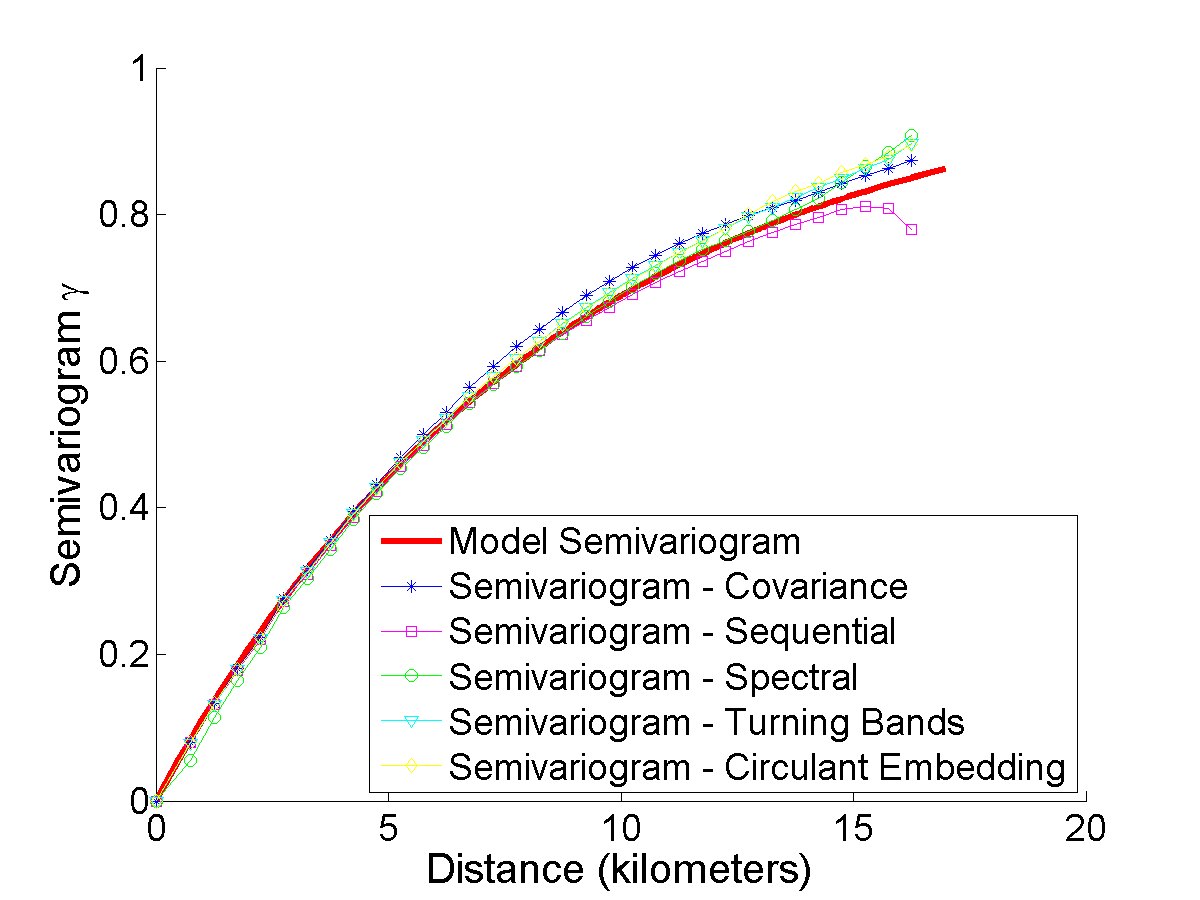 1
0.8
0.6
0.4
0.2
0
Semivariogram γ
Model Semivariogram
Semivariogram - Covariance
Semivariogram - Sequential
Semivariogram - Spectral
Semivariogram - Turning Bands
Semivariogram - Circulant Embedding
0 5 10 15 20
Distance (kilometers)